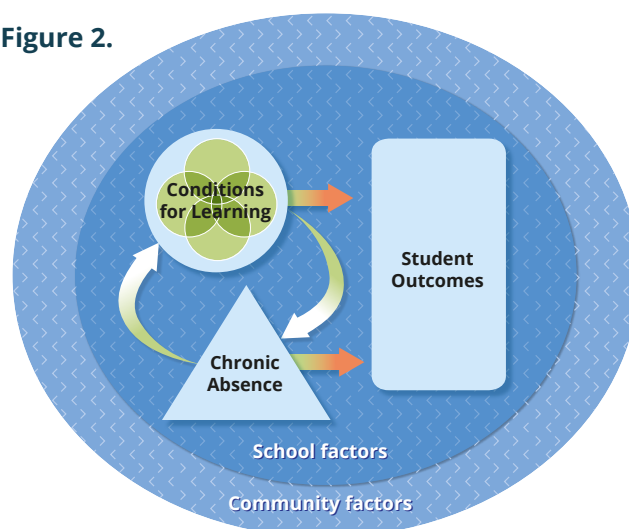 Figure 2.
Conditions
for Learning
Student
Outcomes
Chronic
Absence
School factors
Community factors